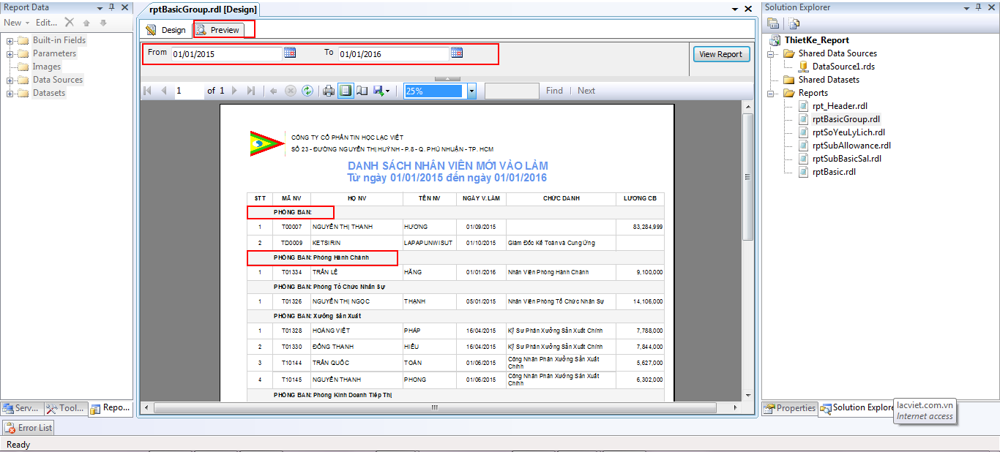 Report Data
New Edit...
Built-in Fields
Parameters
Images
Data Sources
Datasets
Serv... Tool... Repo...
Error List
Ready
rptBasicGroup.rdl [Design]
Design Preview
From 01/01/2015 To 01/01/2016 View Report
1 of 1 25% Find | Next
CÔNG TY CỔ PHẦN TIN HỌC LẠC VIỆT
SỐ 23 - ĐƯỜNG NGUYỄN THỊ HUỲNH - P.8 - Q. PHÚ NHUẬN - TP. HCM
DANH SÁCH NHÂN VIÊN MỚI VÀO LÀM
Từ ngày 01/01/2015 đến ngày 01/01/2016
STT MÃ NV HỌ NV TÊN NV NGÀY V.LÀM CHỨC DANH LƯƠNG CB
PHÒNG BAN:
1 T00007 NGUYỄN THỊ THANH HƯƠNG 01/09/2015 83,284,999
2 TD0009 KETSIRIN LAPAPUNWISUT 01/10/2015 Giám Đốc Kế Toán và Cung Ứng
PHÒNG BAN: Phòng Hành Chánh
1 T01334 TRẦN LỆ HẰNG 01/01/2016 Nhân Viên Phòng Hành Chánh 9,100,000
PHÒNG BAN: Phòng Tổ Chức Nhân Sự
1 T01326 NGUYỄN THỊ NGỌC THẠNH 05/01/2015 Nhân Viên Phòng Tổ Chức Nhân Sự 14,106,000
PHÒNG BAN: Xưởng Sản Xuất
1 T01328 HOÀNG VIỆT PHÁP 16/04/2015 Kỹ Sư Phân Xưởng Sản Xuất Chính 7,788,000
2 T01330 ĐỒNG THANH HIẾU 16/04/2015 Kỹ Sư Phân Xưởng Sản Xuất Chính 7,844,000
3 T10144 TRẦN QUỐC TOÀN 01/06/2015 Công Nhân Phân Xưởng Sản Xuất Chính 5,627,000
4 T10145 NGUYỄN THANH PHONG 01/06/2015 Công Nhân Phân Xưởng Sản Xuất Chính 6,302,000
PHÒNG BAN: Phòng Kinh Doanh Tiếp Thị
Solution Explorer
ThietKe_Report
Shared Data Sources
DataSource1.rds
Shared Datasets
Reports
rpt_Header.rdl
rptBasicGroup.rdl
rptSoYeuLyLich.rdl
rptSubAllowance.rdl
rptSubBasicSal.rdl
rptBasic.rdl
Properties Solution Explore
lacviet.com.vn
Internet access